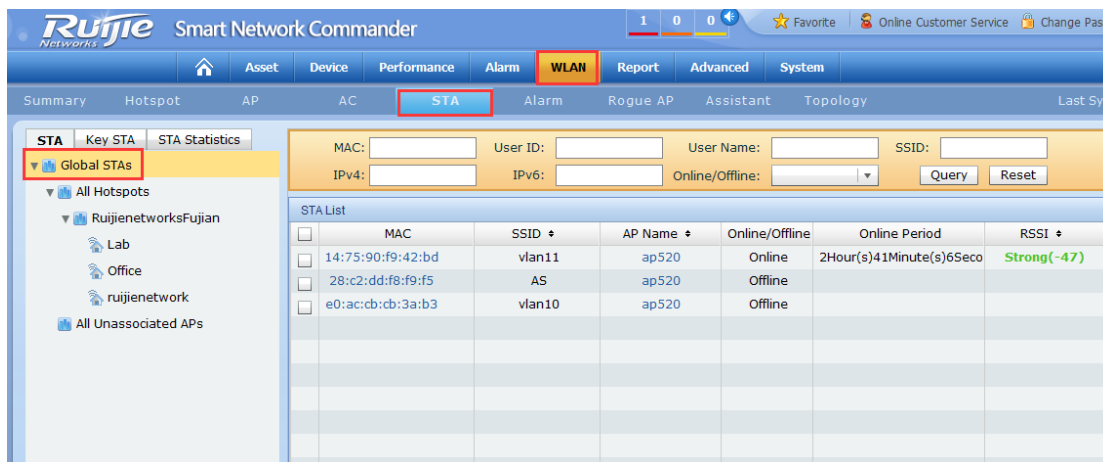 Ruijie Networks Smart Network Commander 1 0 0 Favorite Online Customer Service Change Pas
Asset Device Performance Alarm WLAN Report Advanced System
Summary Hotspot AP AC STA Alarm Rogue AP Assistant Topology Last Sy
STA Key STA STA Statistics
Global STAs
All Hotspots
RuijienetworksFujian
Lab
Office
ruijienetwork
All Unassociated APs
MAC: User ID: User Name: SSID:
IPv4: IPv6: Online/Offline: Query Reset
STA List
MAC SSID AP Name Online/Offline Online Period RSSI
14:75:90:f9:42:bd vlan11 ap520 Online 2Hour(s)41Minute(s)6Seco Strong(-47)
28:c2:dd:f8:f9:f5 AS ap520 Offline
e0:ac:cb:cb:3a:b3 vlan10 ap520 Offline